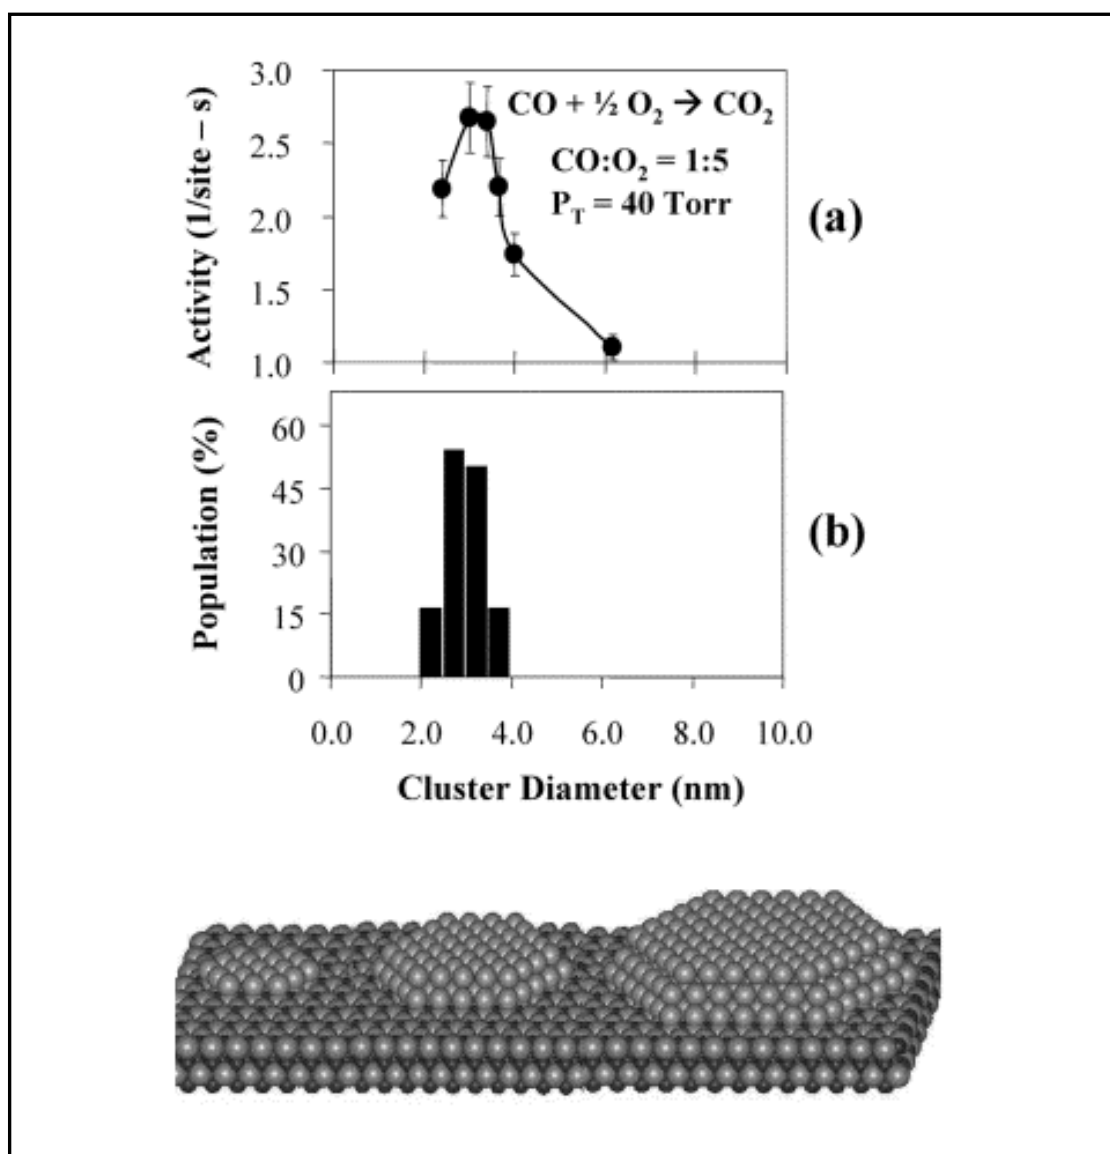 Activity (1/site – s)
3.0
2.5
2.0
1.5
1.0
CO + ½ O₂ → CO₂
CO:O₂ = 1:5
P_T = 40 Torr
(a)
Population (%)
60
45
30
15
0
(b)
0.0 2.0 4.0 6.0 8.0 10.0
Cluster Diameter (nm)